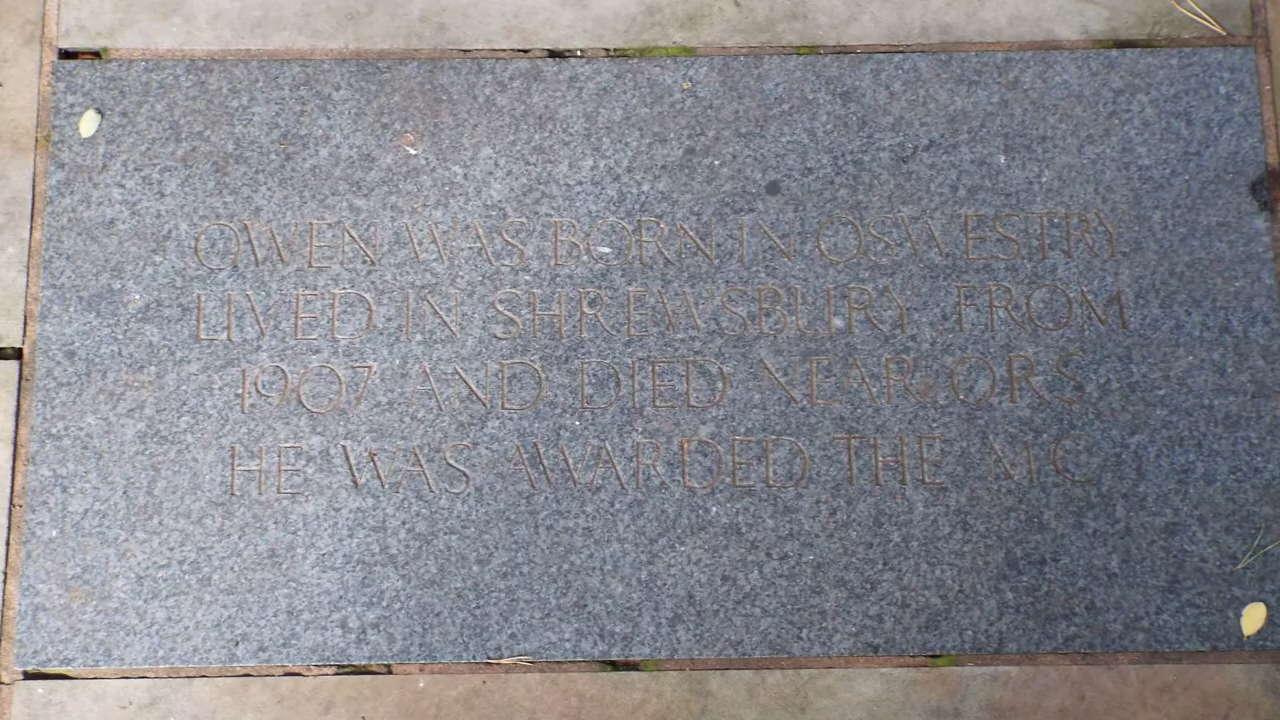 OWEN WAS BORN IN OSWESTRY
LIVED IN SHREWSBURY FROM
1907 AND DIED NEAR ORS
HE WAS AWARDED THE MC